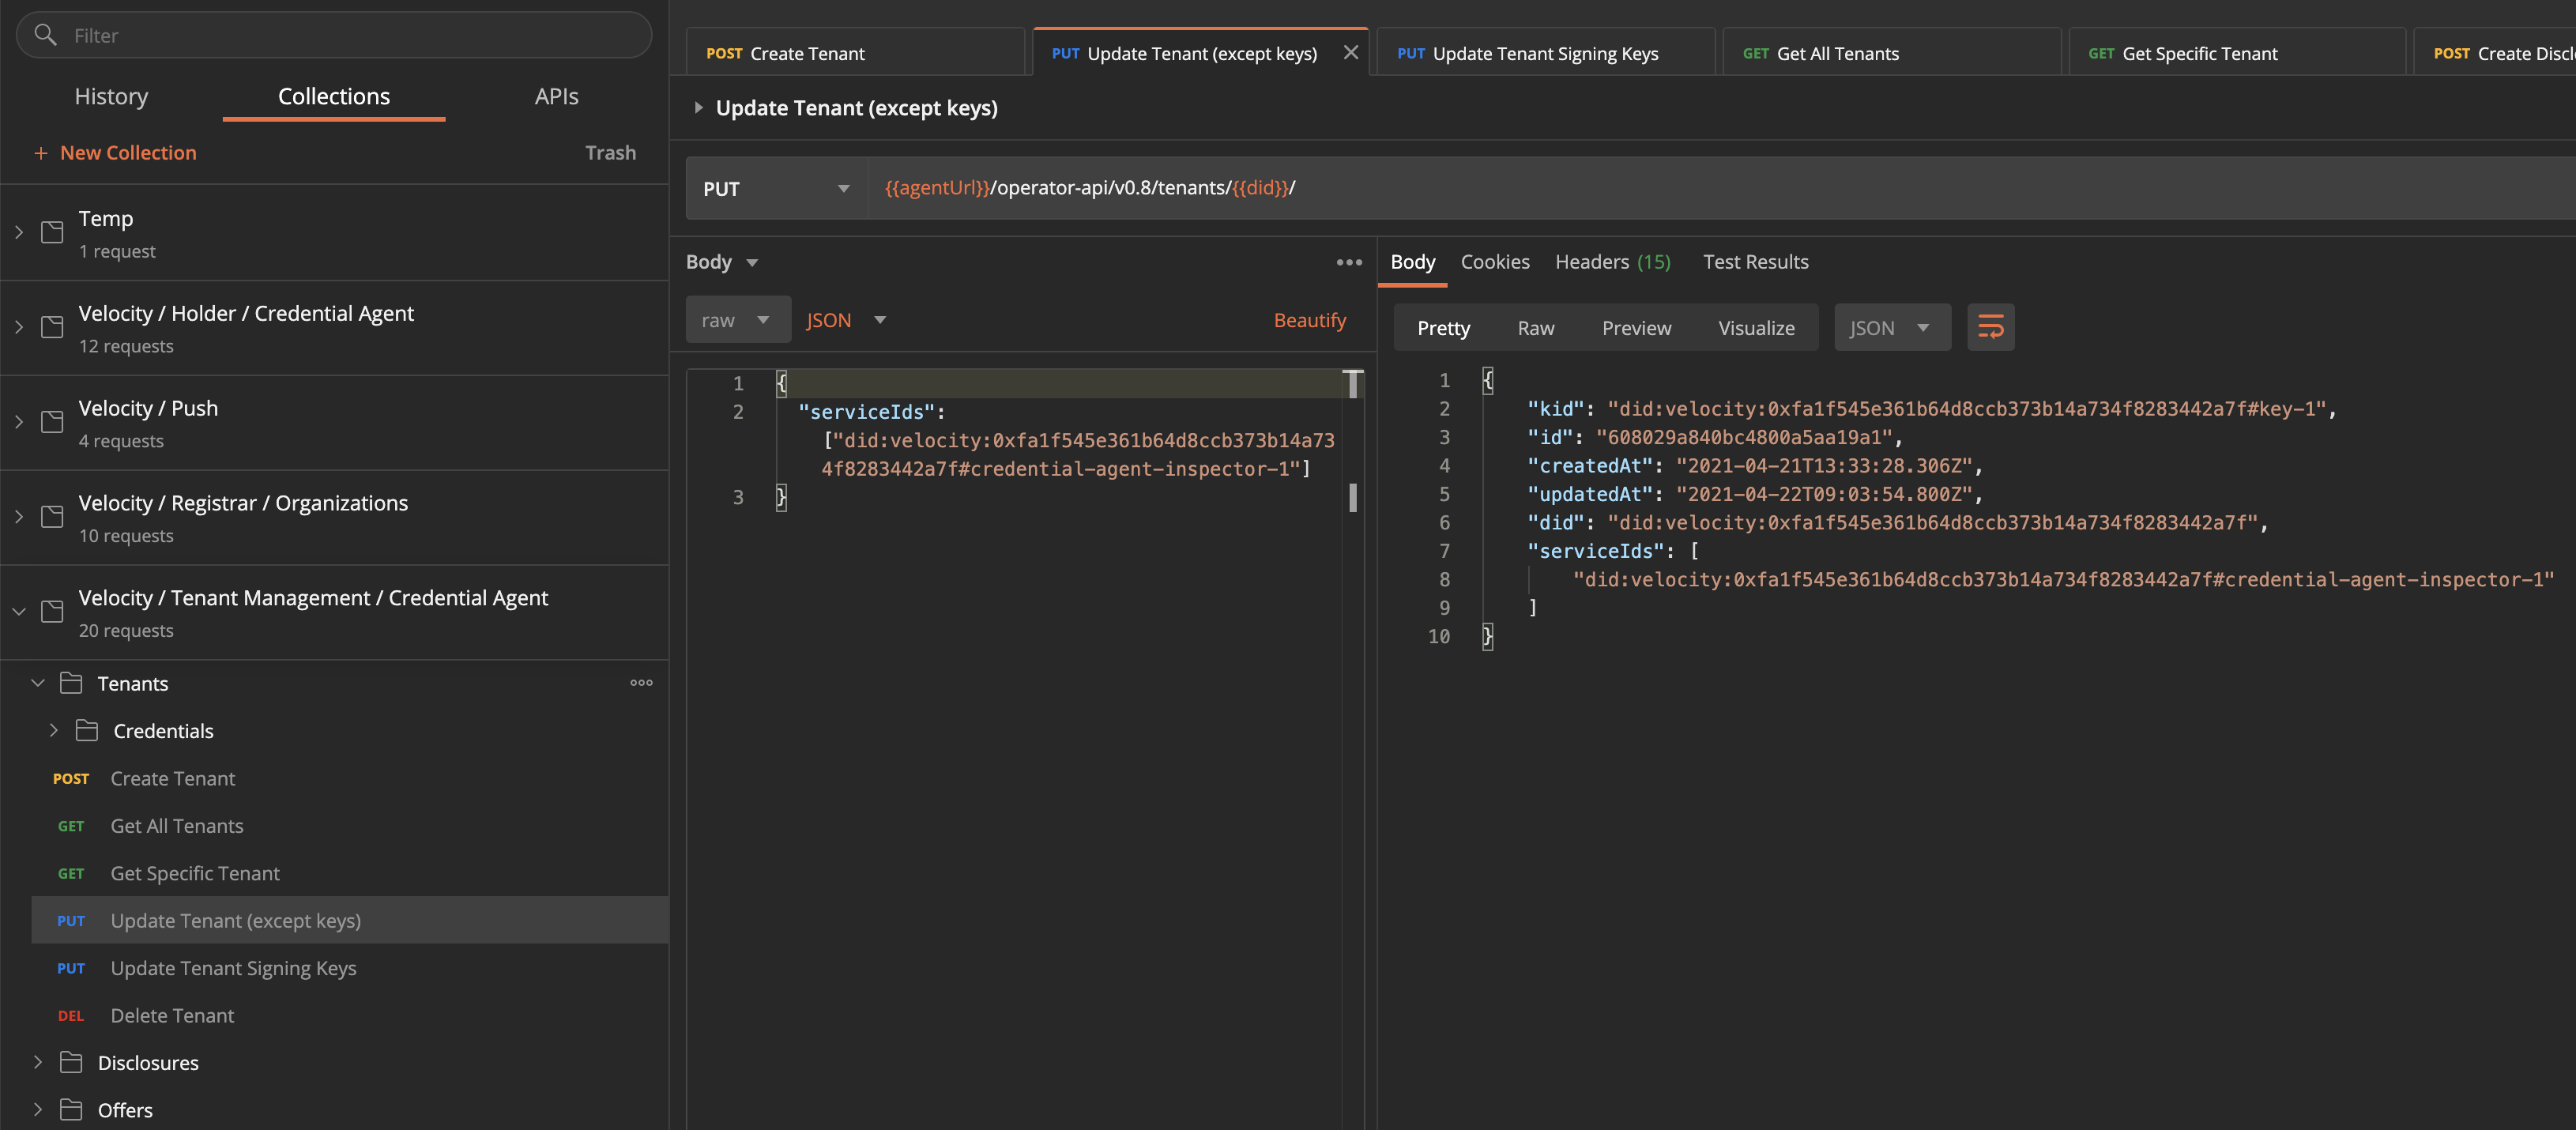 Filter
History Collections APIs
+ New Collection Trash
Temp
1 request
Velocity / Holder / Credential Agent
12 requests
Velocity / Push
4 requests
Velocity / Registrar / Organizations
10 requests
Velocity / Tenant Management / Credential Agent
20 requests
Tenants
Credentials
POST Create Tenant
GET Get All Tenants
GET Get Specific Tenant
PUT Update Tenant (except keys)
PUT Update Tenant Signing Keys
DEL Delete Tenant
Disclosures
Offers
POST Create Tenant PUT Update Tenant (except keys) PUT Update Tenant Signing Keys GET Get All Tenants GET Get Specific Tenant POST Create Discl
Update Tenant (except keys)
PUT {{agentUrl}}/operator-api/v0.8/tenants/{{did}}/
Body
raw JSON Beautify
1 {
2 "serviceIds":
["did:velocity:0xfa1f545e361b64d8ccb373b14a73
4f8283442a7f#credential-agent-inspector-1"]
3 }
Body Cookies Headers (15) Test Results
Pretty Raw Preview Visualize JSON
1 {
2 "kid": "did:velocity:0xfa1f545e361b64d8ccb373b14a734f8283442a7f#key-1",
3 "id": "608029a840bc4800a5aa19a1",
4 "createdAt": "2021-04-21T13:33:28.306Z",
5 "updatedAt": "2021-04-22T09:03:54.800Z",
6 "did": "did:velocity:0xfa1f545e361b64d8ccb373b14a734f8283442a7f",
7 "serviceIds": [
8 "did:velocity:0xfa1f545e361b64d8ccb373b14a734f8283442a7f#credential-agent-inspector-1"
9 ]
10 }